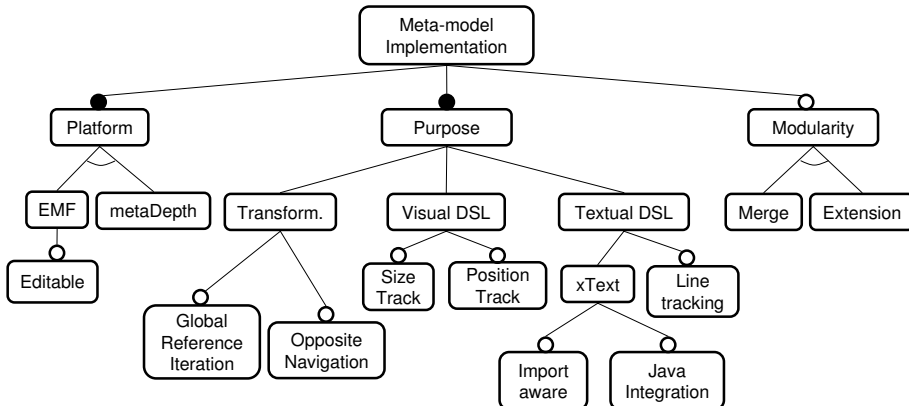 Meta-model
Implementation
Platform
Purpose
Modularity
EMF
metaDepth
Transform.
Visual DSL
Textual DSL
Merge
Extension
Editable
Size
Track
Position
Track
xText
Line
tracking
Global
Reference
Iteration
Opposite
Navigation
Import
aware
Java
Integration